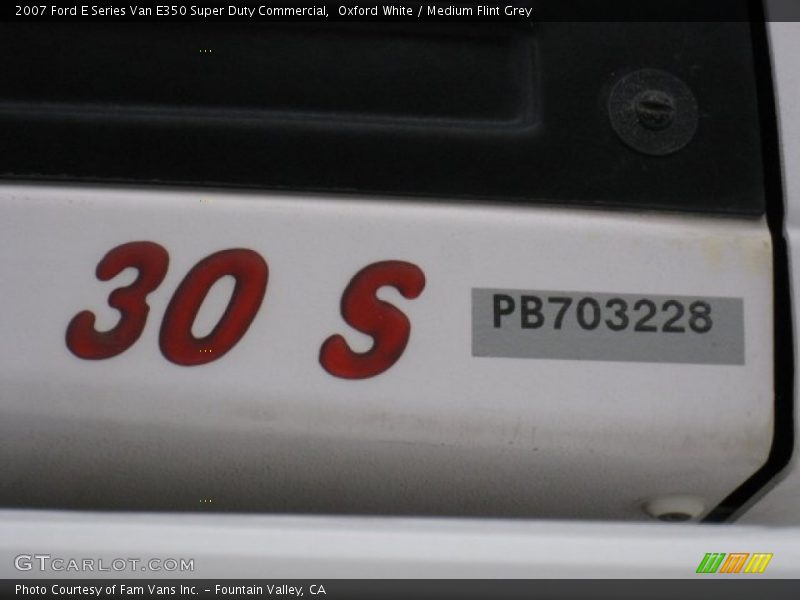 2007 Ford E Series Van E350 Super Duty Commercial,  Oxford White / Medium Flint Grey
30 S PB703228
GTCARLOT.COM
Photo Courtesy of Fam Vans Inc. - Fountain Valley, CA